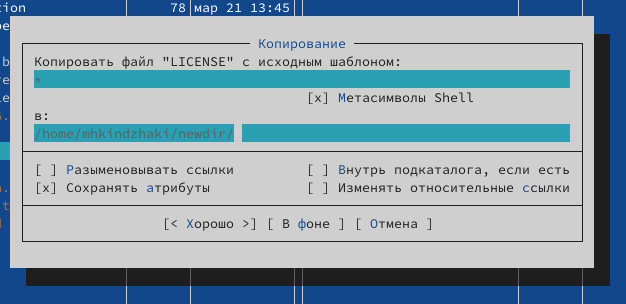 ион 78 мар 21 13:45
Копирование
Копировать файл "LICENSE" с исходным шаблоном:
*
[x] Метасимволы Shell
в:
/home/mhkindzhaki/newdir/
[ ] Разыменовывать ссылки [ ] Внутрь подкаталога, если есть
[x] Сохранять атрибуты [ ] Изменять относительные ссылки
[< Хорошо >] [ В фоне ] [ Отмена ]